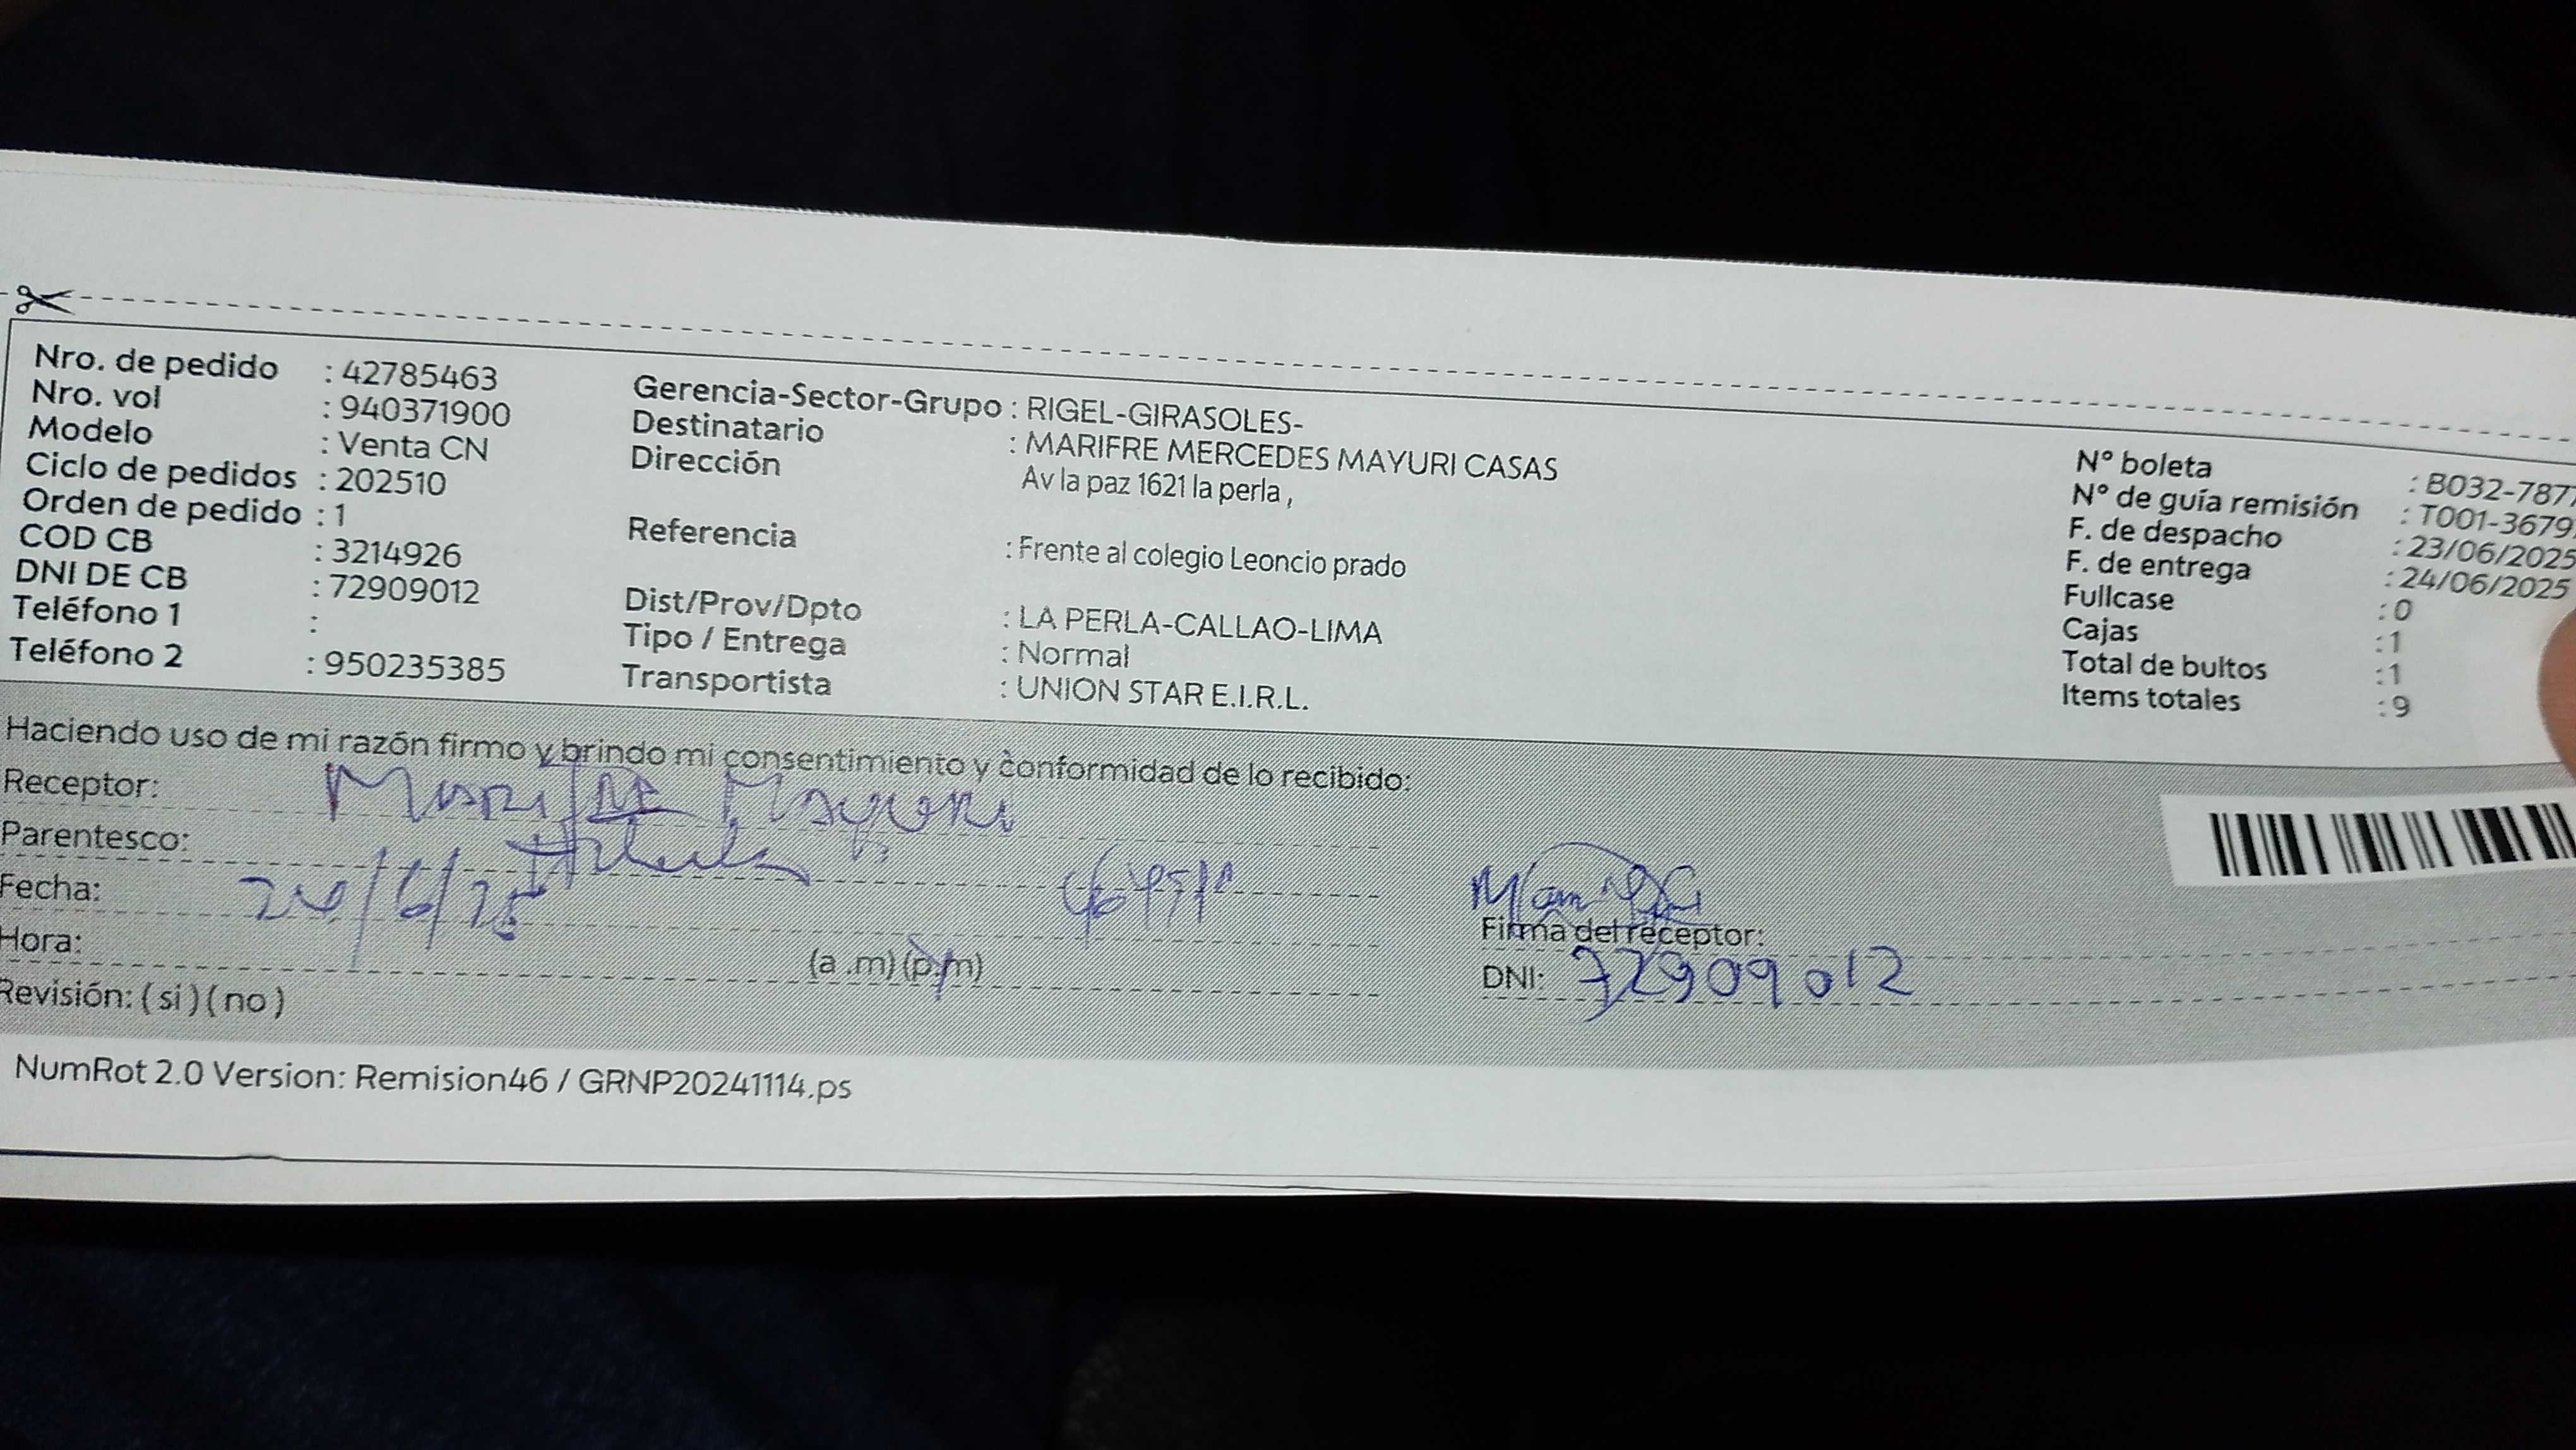 Nro. de pedido : 42785463
Nro. vol : 940371900
Modelo : Venta CN
Ciclo de pedidos : 202510
Orden de pedido : 1
COD CB : 3214926
DNI DE CB : 72909012
Teléfono 1 :
Teléfono 2 : 950235385
Gerencia-Sector-Grupo : RIGEL-GIRASOLES-
Destinatario : MARIFRE MERCEDES MAYURI CASAS
Dirección Av la paz 1621 la perla ,
Referencia : Frente al colegio Leoncio prado
Dist/Prov/Dpto : LA PERLA-CALLAO-LIMA
Tipo / Entrega : Normal
Transportista : UNION STAR E.I.R.L.
N° boleta : B032-787
N° de guía remisión : T001-3679
F. de despacho : 23/06/2025
F. de entrega : 24/06/2025
Fullcase : 0
Cajas : 1
Total de bultos : 1
Items totales : 9
Haciendo uso de mi razón firmo y brindo mi consentimiento y conformidad de lo recibido:
Receptor: Mayuri
Parentesco:
Fecha: 24/6/25
Hora: (a .m) (p.m)
Revisión: ( si ) ( no )
Firma del receptor:
DNI: 72909012
NumRot 2.0 Version: Remision46 / GRNP20241114.ps